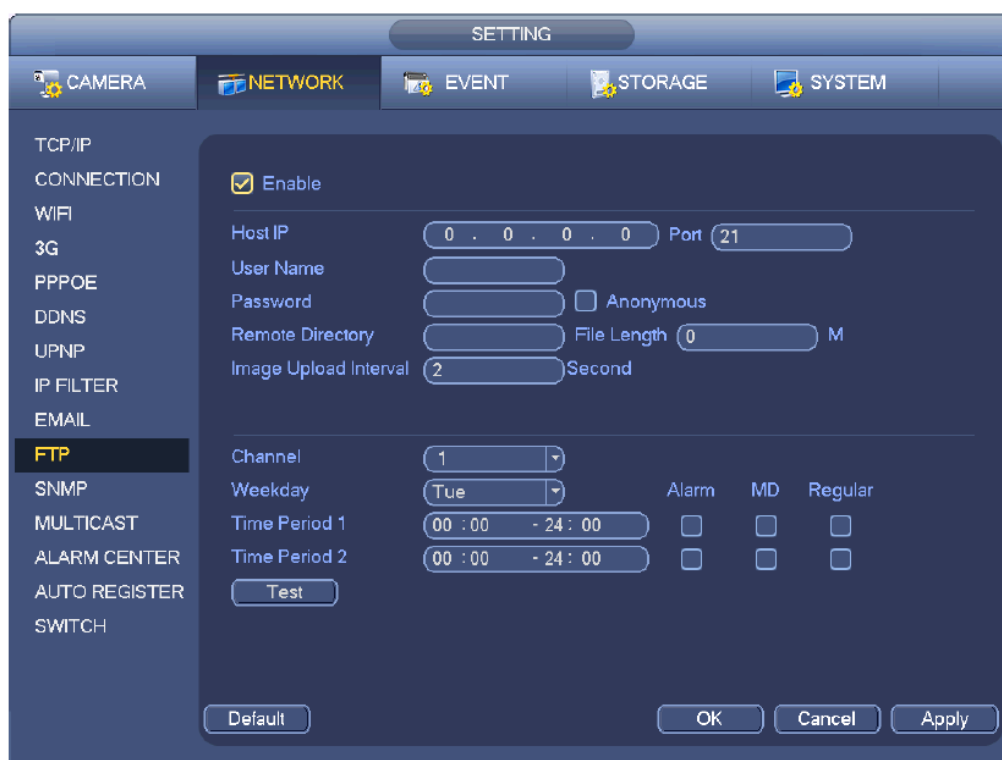 SETTING
CAMERA NETWORK EVENT STORAGE SYSTEM
TCP/IP
CONNECTION
WIFI
3G
PPPOE
DDNS
UPNP
IP FILTER
EMAIL
FTP
SNMP
MULTICAST
ALARM CENTER
AUTO REGISTER
SWITCH
Enable
Host IP 0 . 0 . 0 . 0 Port 21
User Name
Password Anonymous
Remote Directory File Length 0 M
Image Upload Interval 2 Second
Channel 1
Weekday Tue Alarm MD Regular
Time Period 1 00 :00 - 24 : 00
Time Period 2 00 :00 - 24 : 00
Test
Default OK Cancel Apply